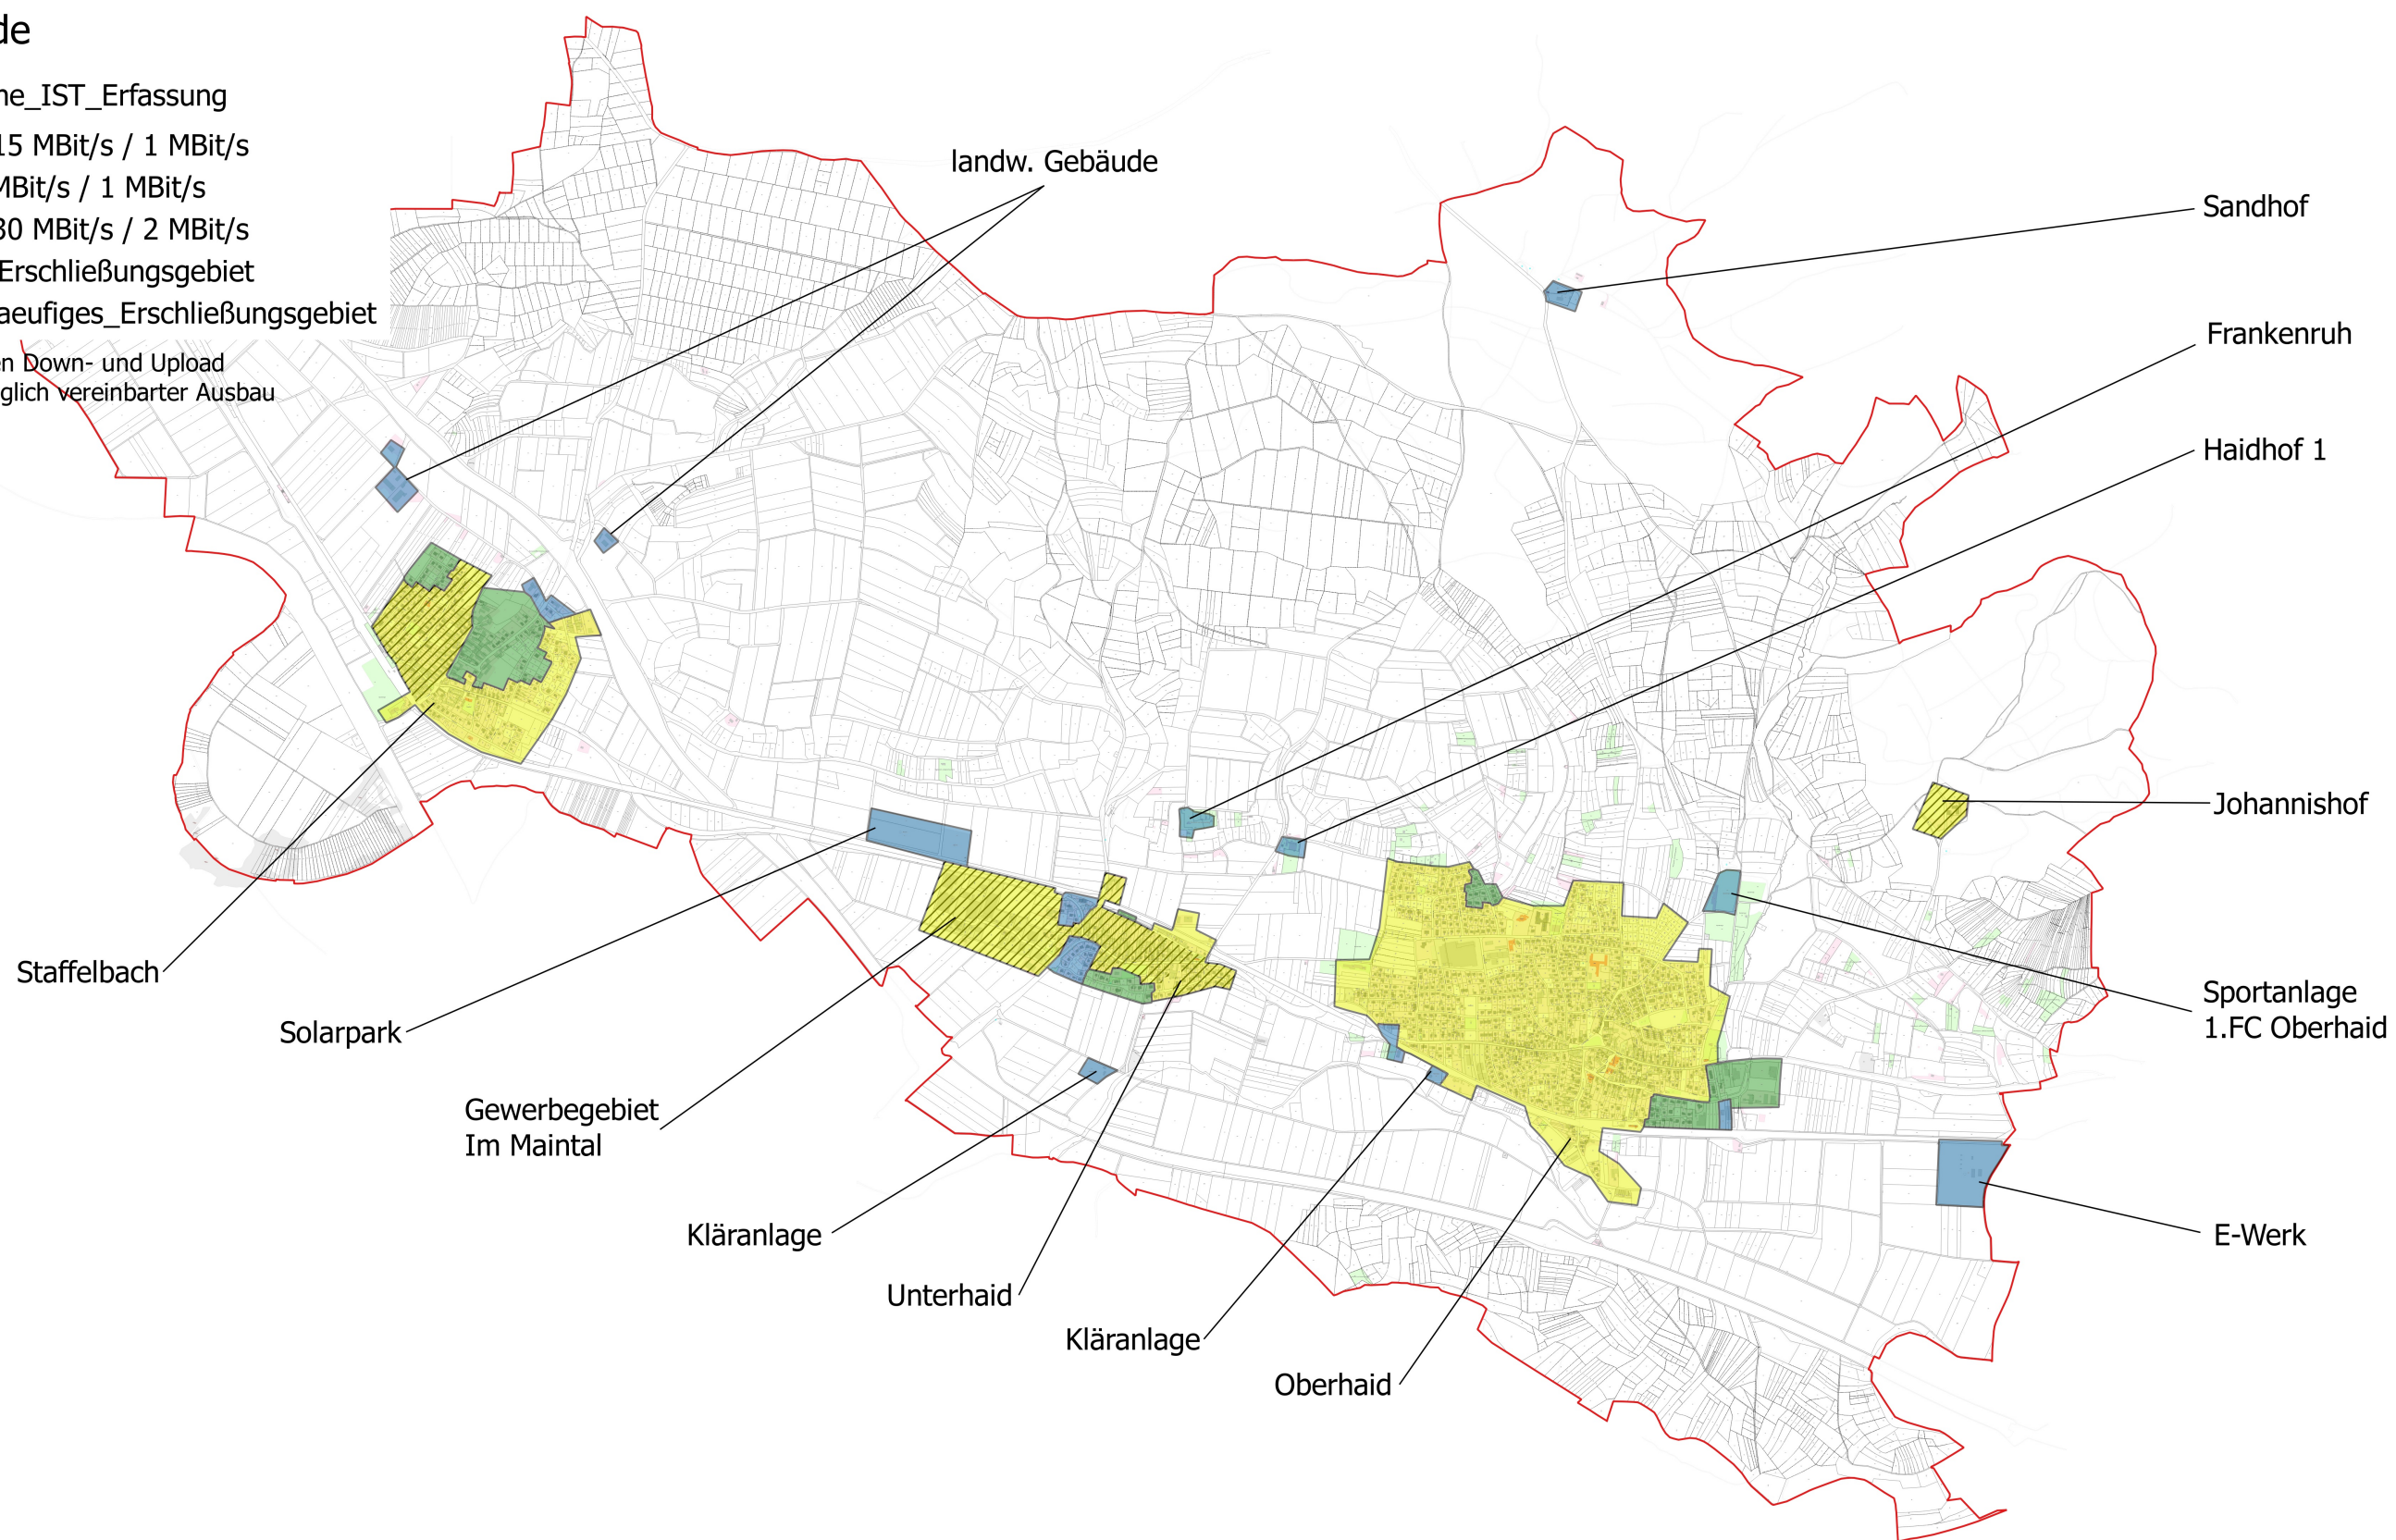 de
ne_IST_Erfassung
15 MBit/s / 1 MBit/s
MBit/s / 1 MBit/s
30 MBit/s / 2 MBit/s
Erschließungsgebiet
aeufiges_Erschließungsgebiet
en Down- und Upload
glich vereinbarter Ausbau
landw. Gebäude
Sandhof
Frankenruh
Haidhof 1
Johannishof
Staffelbach
Solarpark
Sportanlage
1.FC Oberhaid
Gewerbegebiet
Im Maintal
Kläranlage
E-Werk
Unterhaid
Kläranlage
Oberhaid